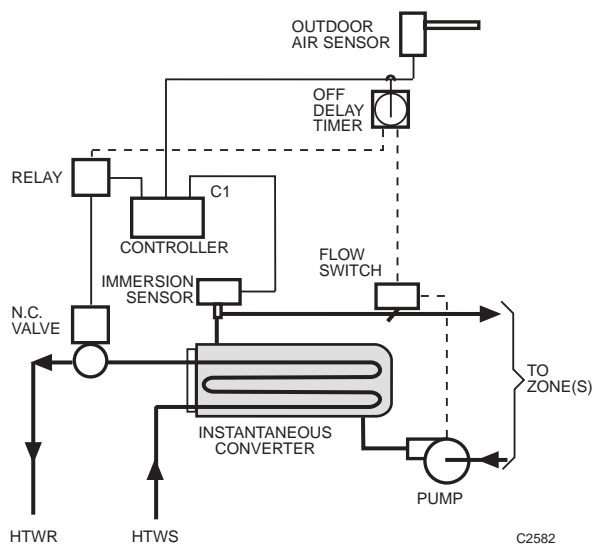 OUTDOOR
AIR SENSOR
OFF
DELAY
TIMER
RELAY
C1
CONTROLLER
FLOW
SWITCH
IMMERSION
SENSOR
N.C.
VALVE
TO
ZONE(S)
INSTANTANEOUS
CONVERTER
PUMP
HTWR
HTWS
C2582